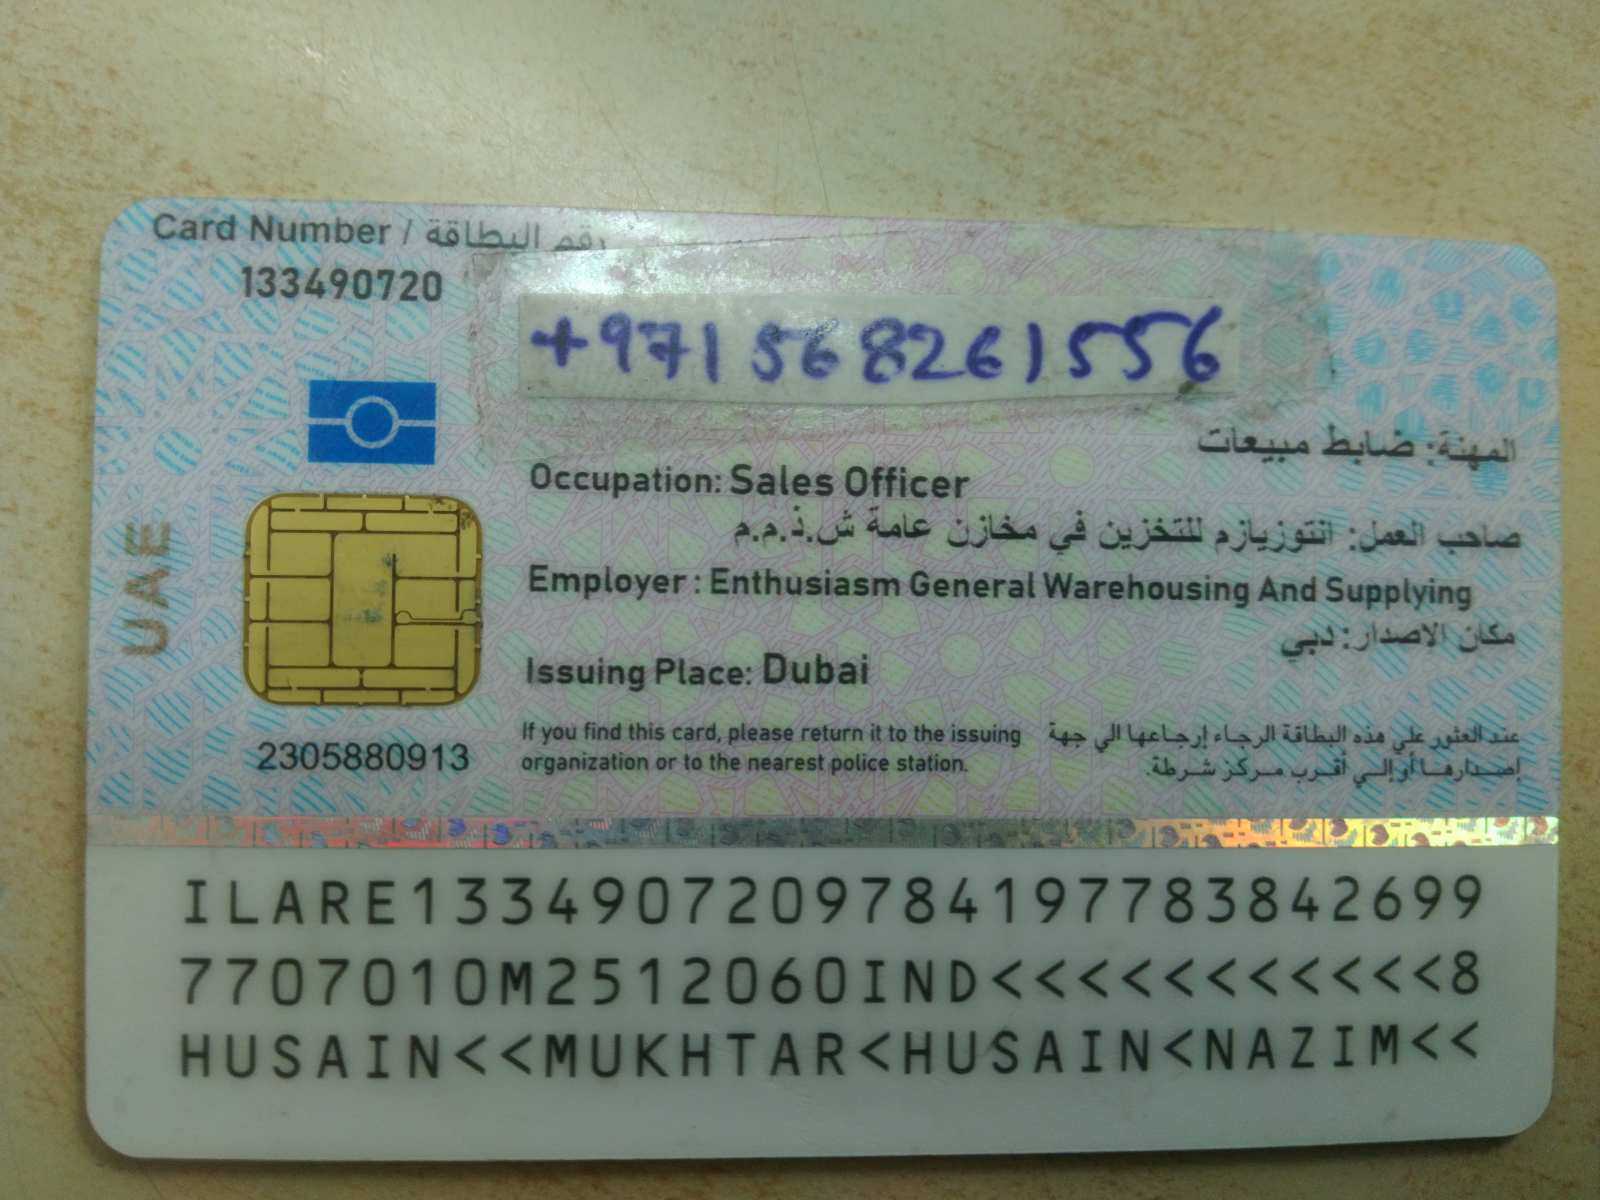 Card Number / رقم البطاقة
133490720
+971 568261556
المهنة: ضابط مبيعات
Occupation: Sales Officer
صاحب العمل: انتوزيازم للتخزين في مخازن عامة ش.ذ.م.م
Employer : Enthusiasm General Warehousing And Supplying
مكان الاصدار: دبي
Issuing Place: Dubai
UAE
2305880913
If you find this card, please return it to the issuing
organization or to the nearest police station.
عند العثور علي هذه البطاقة الرجاء إرجاعها الي جهة
إصدارها أو إلي أقرب مركز شرطة.
ILARE1334907209784197783842699
7707010M2512060IND<<<<<<<<<<<8
HUSAIN<<MUKHTAR<HUSAIN<NAZIM<<